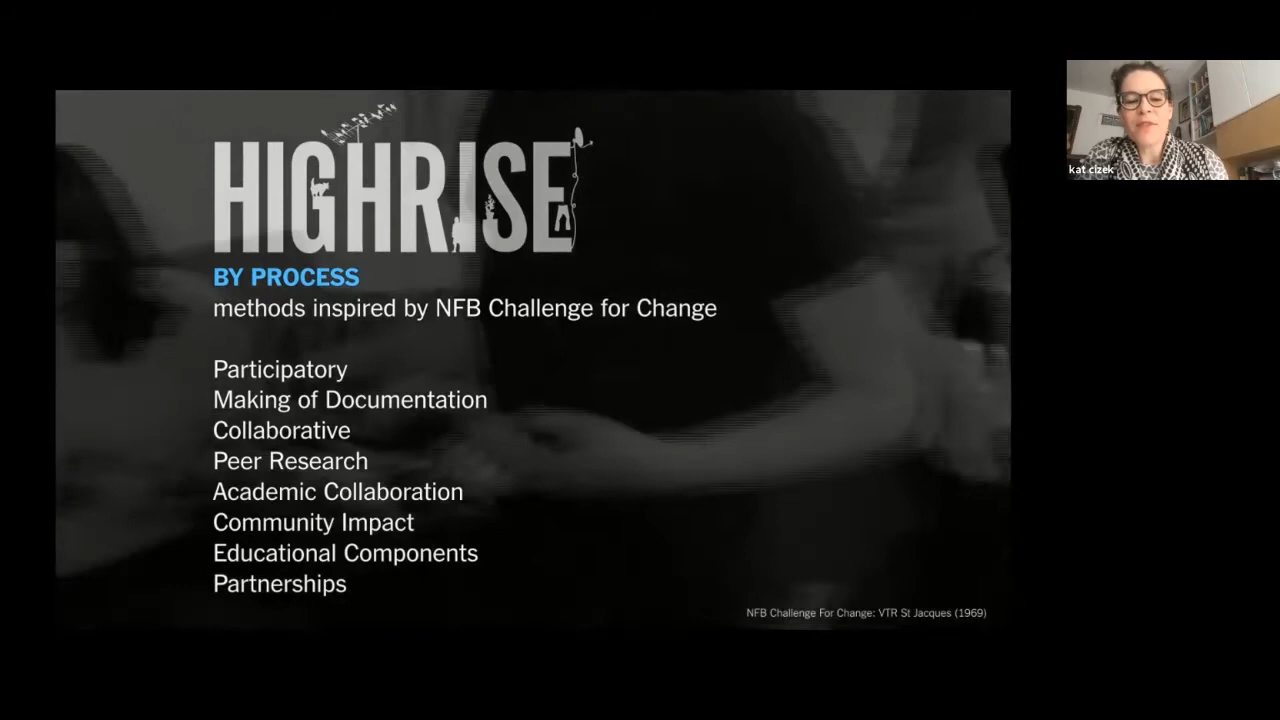 HIGHRISE
BY PROCESS
methods inspired by NFB Challenge for Change
Participatory
Making of Documentation
Collaborative
Peer Research
Academic Collaboration
Community Impact
Educational Components
Partnerships
NFB Challenge For Change: VTR St Jacques (1969)
kat cizek